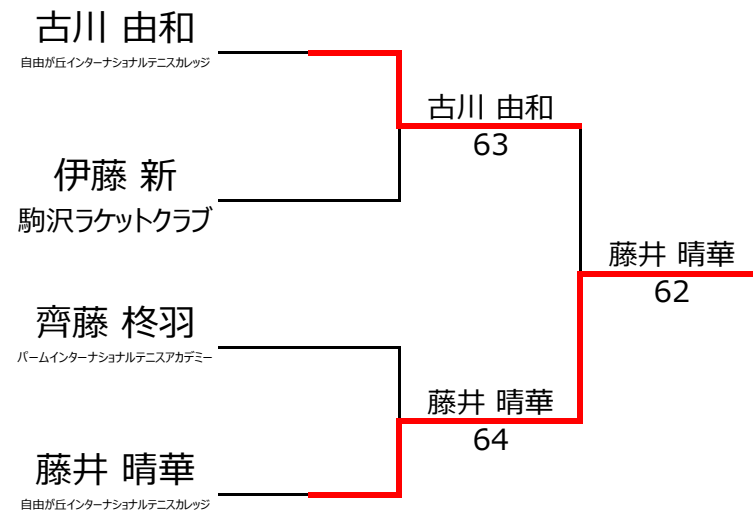 古川 由和
自由が丘インターナショナルテニスカレッジ
古川 由和
63
伊藤 新
駒沢ラケットクラブ
藤井 晴華
62
齊藤 柊羽
パームインターナショナルテニスアカデミー
藤井 晴華
64
藤井 晴華
自由が丘インターナショナルテニスカレッジ